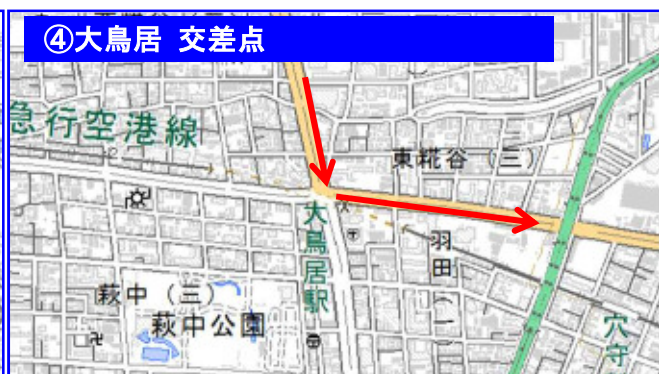 ④大鳥居 交差点
急行空港線
東糀谷（三）
大鳥居駅
羽田（一）
萩中（三）
萩中公園
穴守